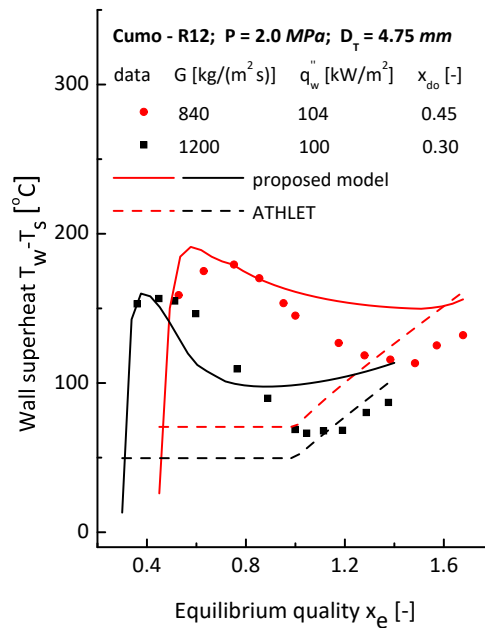 Cumo - R12; P = 2.0 MPa; D_T = 4.75 mm
data G [kg/(m² s)] q̇_w'' [kW/m²] x_do [-]
840 104 0.45
1200 100 0.30
proposed model
ATHLET
300
200
100
0
Wall superheat T_w-T_s [°C]
0.4 0.8 1.2 1.6
Equilibrium quality x_e [-]